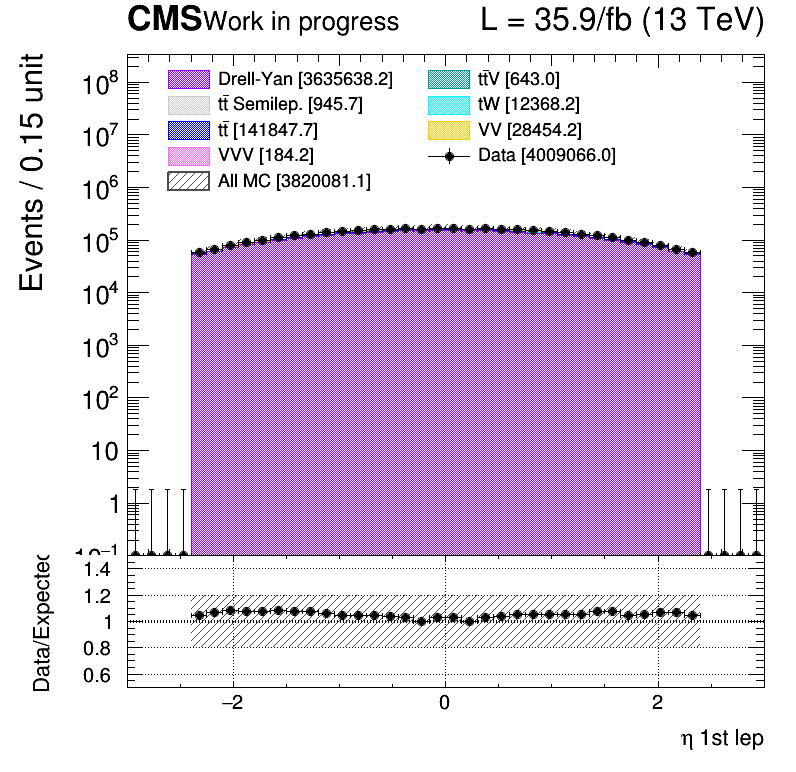 CMS Work in progress L = 35.9/fb (13 TeV)
Events / 0.15 unit
Drell-Yan [3635638.2]
tt̄ Semilep. [945.7]
tt̄ [141847.7]
VVV [184.2]
All MC [3820081.1]
tt̄V [643.0]
tW [12368.2]
VV [28454.2]
Data [4009066.0]
10⁸
10⁷
10⁶
10⁵
10⁴
10³
10²
10
1
10⁻¹
Data/Expected
1.4
1.2
1
0.8
0.6
−2 0 2
η 1st lep